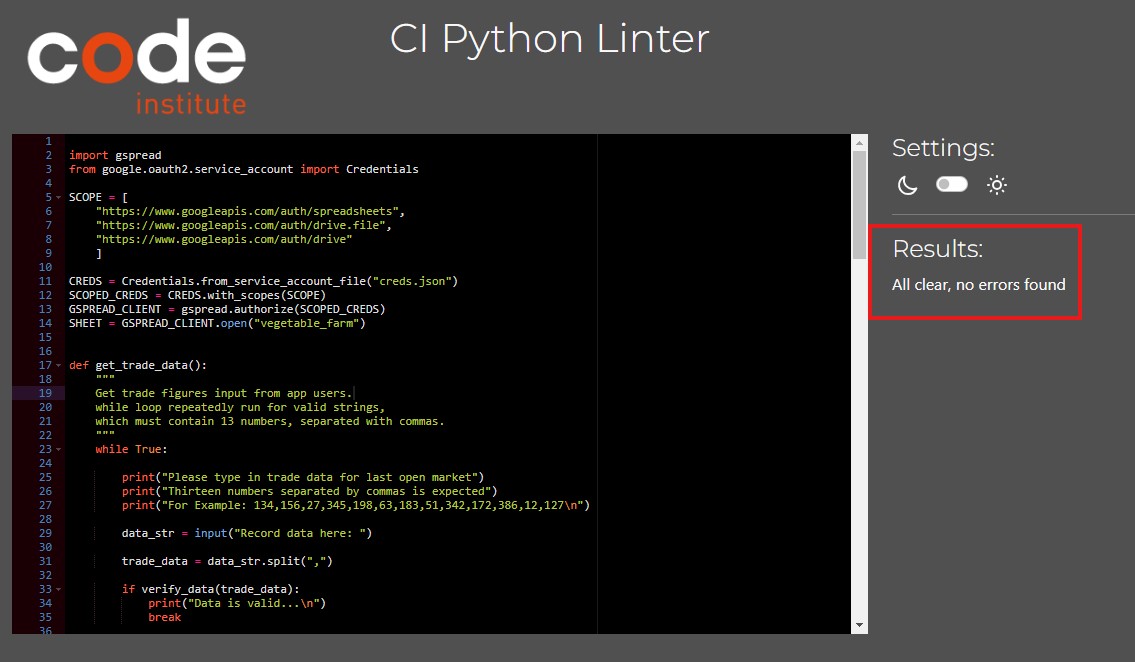 code
institute
CI Python Linter
1
2 import gspread
3 from google.oauth2.service_account import Credentials
4
5 SCOPE = [
6     "https://www.googleapis.com/auth/spreadsheets",
7     "https://www.googleapis.com/auth/drive.file",
8     "https://www.googleapis.com/auth/drive"
9     ]
10
11 CREDS = Credentials.from_service_account_file("creds.json")
12 SCOPED_CREDS = CREDS.with_scopes(SCOPE)
13 GSPREAD_CLIENT = gspread.authorize(SCOPED_CREDS)
14 SHEET = GSPREAD_CLIENT.open("vegetable_farm")
15
16
17 def get_trade_data():
18     """
19     Get trade figures input from app users.
20     while loop repeatedly run for valid strings,
21     which must contain 13 numbers, separated with commas.
22     """
23     while True:
24
25         print("Please type in trade data for last open market")
26         print("Thirteen numbers separated by commas is expected")
27         print("For Example: 134,156,27,345,198,63,183,51,342,172,386,12,127\n")
28
29         data_str = input("Record data here: ")
30
31         trade_data = data_str.split(",")
32
33         if verify_data(trade_data):
34             print("Data is valid...\n")
35             break
36
Settings:
Results:
All clear, no errors found